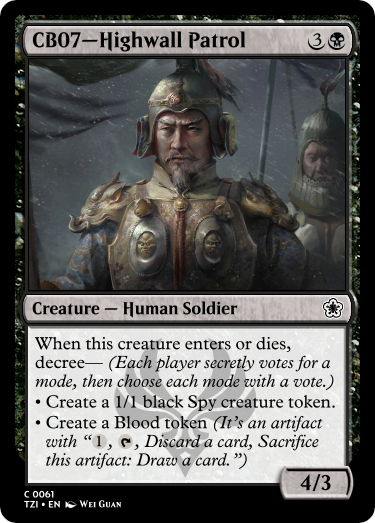 CB07—Highwall Patrol 3
Creature — Human Soldier
When this creature enters or dies,
decree— (Each player secretly votes for a
mode, then choose each mode with a vote.)
• Create a 1/1 black Spy creature token.
• Create a Blood token (It's an artifact
with “1, , Discard a card, Sacrifice
this artifact: Draw a card.”)
4/3
C 0061
TZI • EN Wei Guan